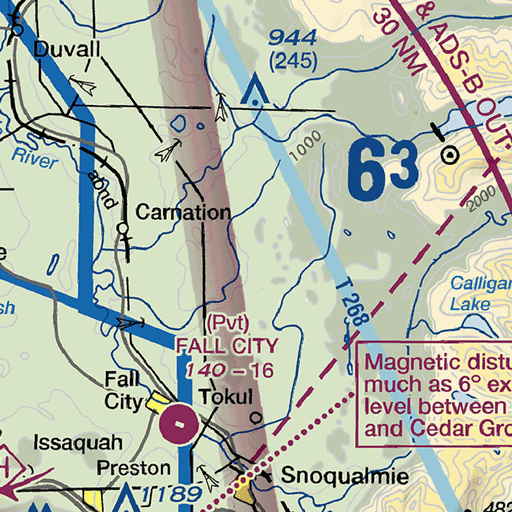 & ADS-B OUT
30 NM
944
(245)
Duvall
River
1000
6³
2000
Carnation
T 268
Calligan
Lake
(Pvt)
FALL CITY
140 – 16
Fall
City
Tokul
Magnetic distu
much as 6° ex
level between
and Cedar Gro
Issaquah
Preston
Snoqualmie
1189
H
482